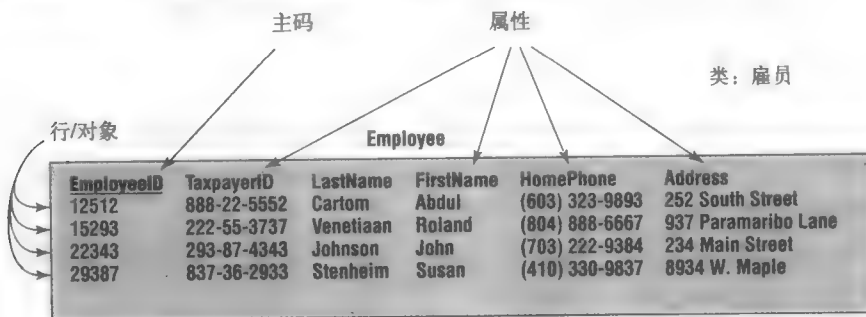 主码
属性
类：雇员
行/对象
Employee
EmployeeID TaxpayerID LastName FirstName HomePhone Address
12512 888-22-5552 Cartom Abdul (603) 323-9893 252 South Street
15293 222-55-3737 Venetiaan Roland (804) 888-6667 937 Paramaribo Lane
22343 293-87-4343 Johnson John (703) 222-9384 234 Main Street
29387 837-36-2933 Stenheim Susan (410) 330-9837 8934 W. Maple